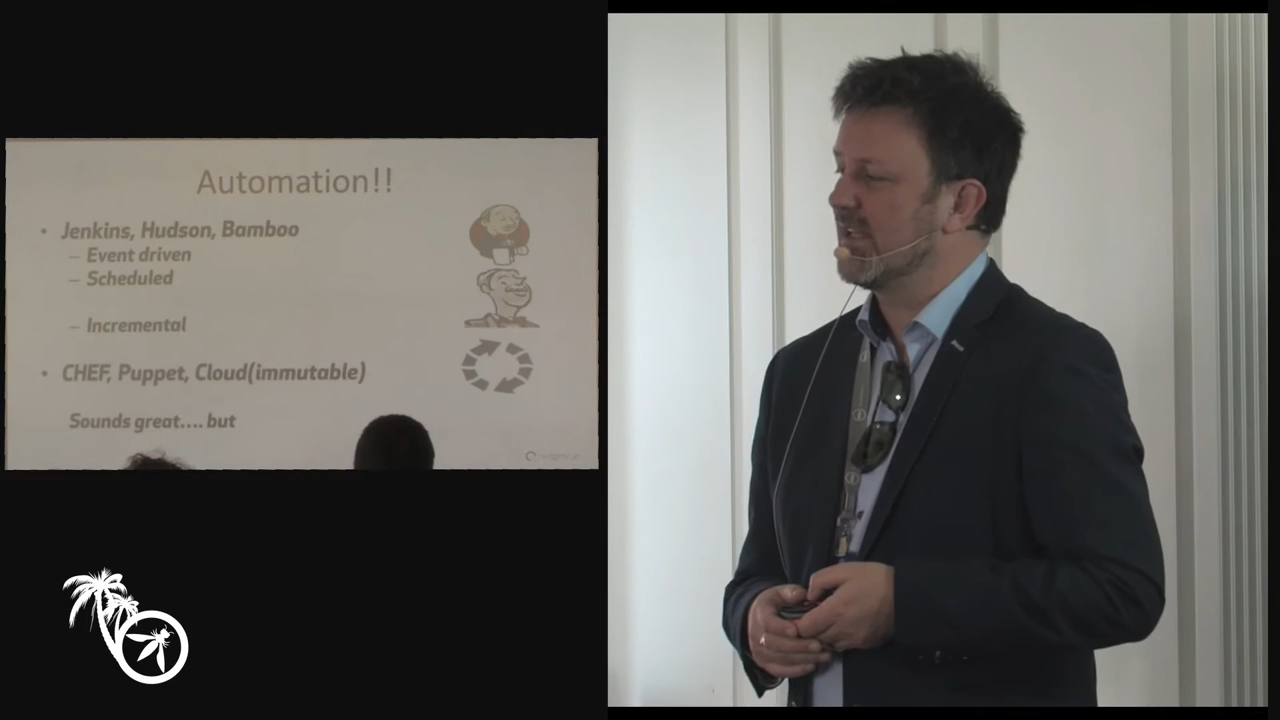 Automation!!
• Jenkins, Hudson, Bamboo
– Event driven
– Scheduled
– Incremental
• CHEF, Puppet, Cloud(immutable)
Sounds great.... but